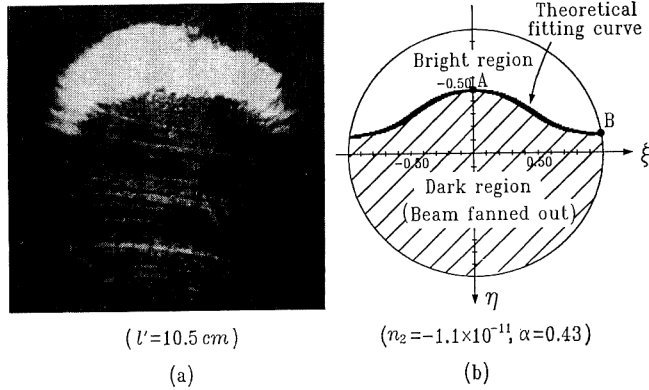 Theoretical
fitting curve
Bright region
-0.50
A
B
-0.50
0.50
ξ
Dark region
(Beam fanned out)
η
(l'=10.5 cm)
(n₂=-1.1×10⁻¹¹, α=0.43)
(a)
(b)